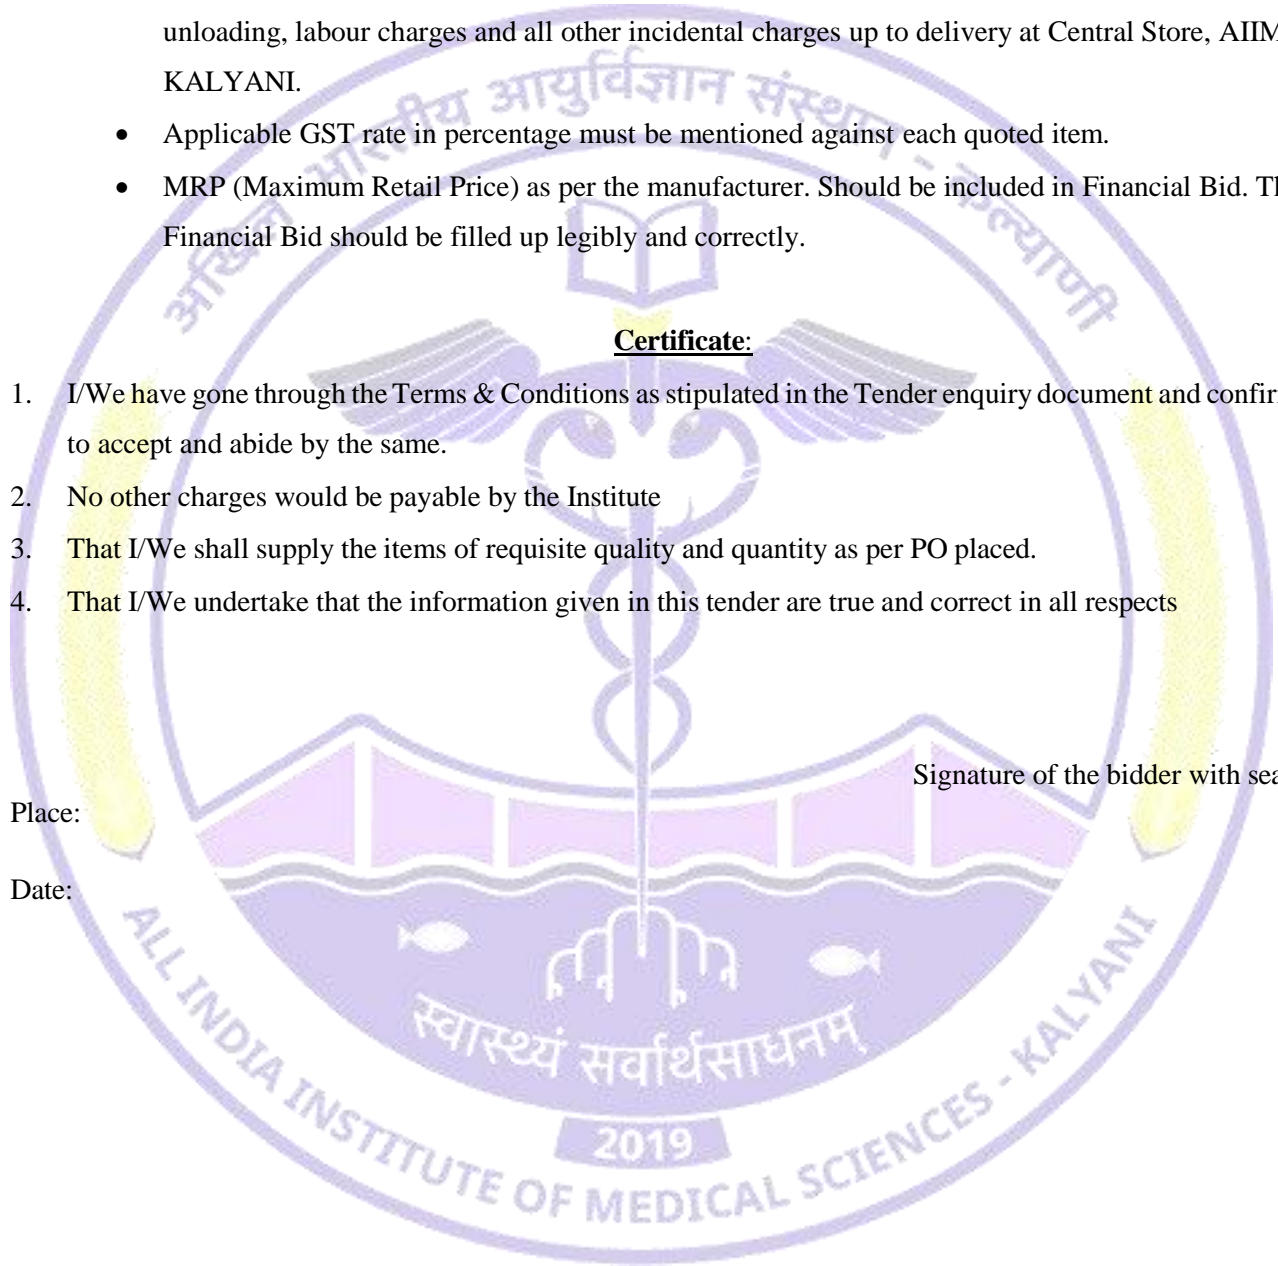 unloading, labour charges and all other incidental charges up to delivery at Central Store, AIIM
KALYANI.
• Applicable GST rate in percentage must be mentioned against each quoted item.
• MRP (Maximum Retail Price) as per the manufacturer. Should be included in Financial Bid. Th
Financial Bid should be filled up legibly and correctly.
Certificate:
1. I/We have gone through the Terms & Conditions as stipulated in the Tender enquiry document and confir
to accept and abide by the same.
2. No other charges would be payable by the Institute
3. That I/We shall supply the items of requisite quality and quantity as per PO placed.
4. That I/We undertake that the information given in this tender are true and correct in all respects
Signature of the bidder with sea
Place:
Date:
अखिल भारतीय आयुर्विज्ञान संस्थान - कल्याणी
स्वास्थ्यं सर्वार्थसाधनम्
2019
ALL INDIA INSTITUTE OF MEDICAL SCIENCES - KALYANI